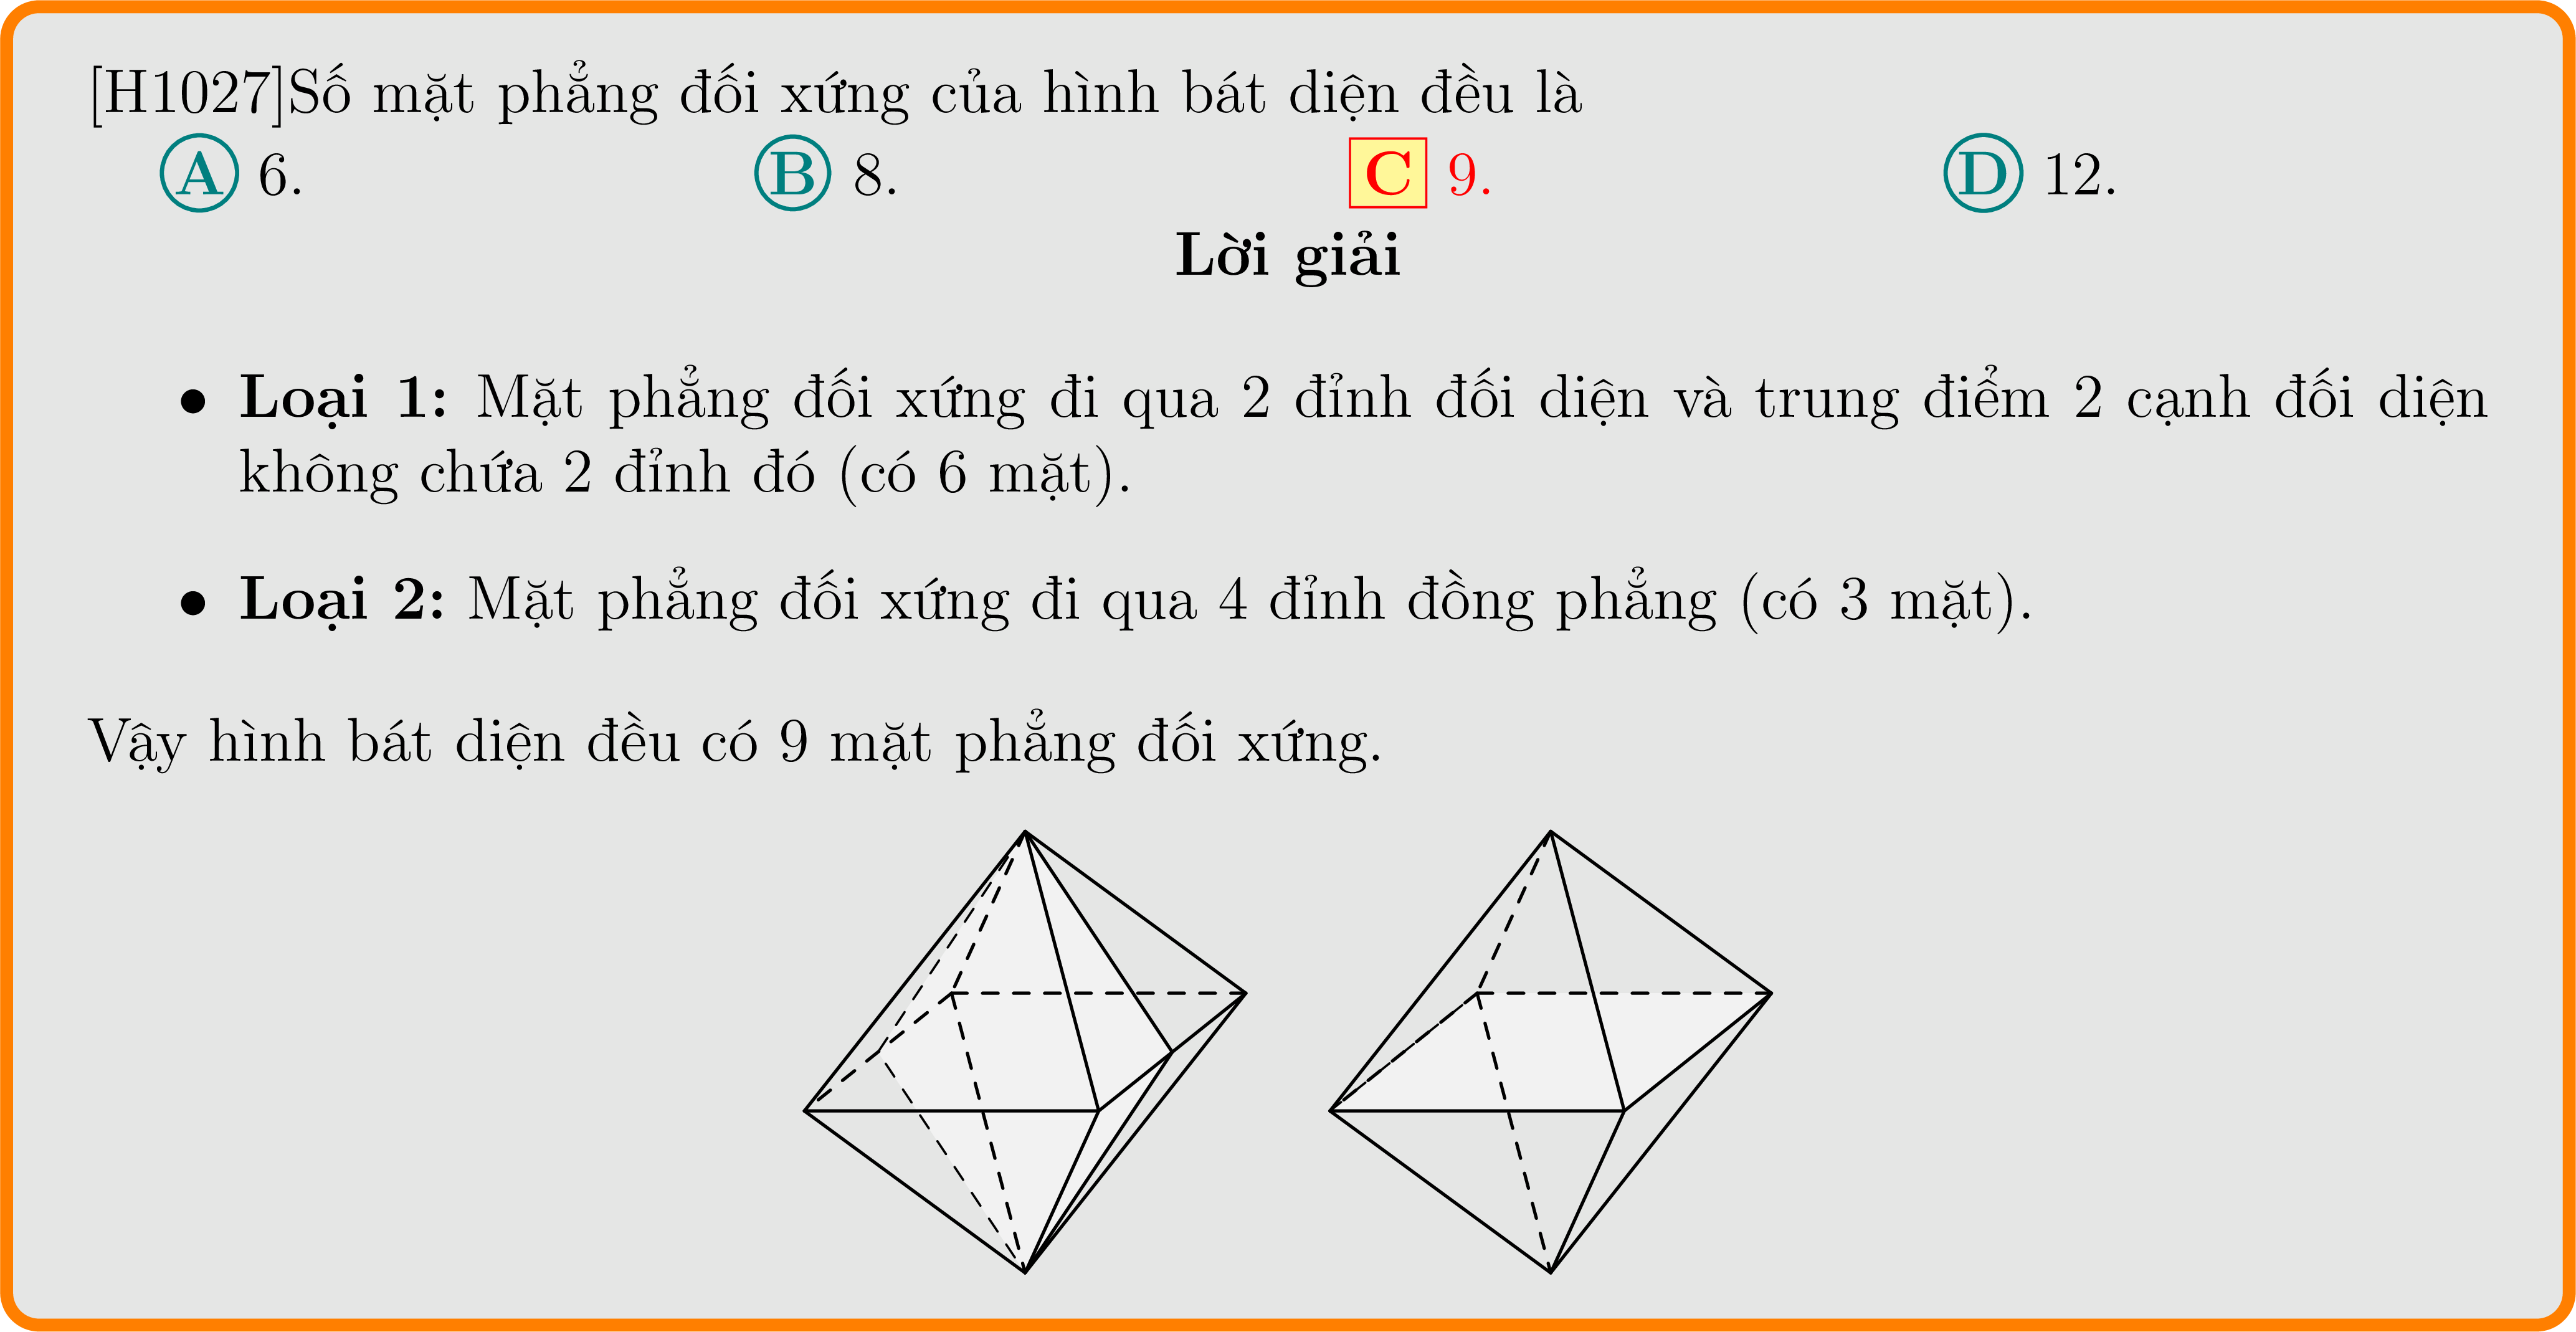 [H1027]Số mặt phẳng đối xứng của hình bát diện đều là
A 6. B 8. C 9. D 12.
Lời giải
• Loại 1: Mặt phẳng đối xứng đi qua 2 đỉnh đối diện và trung điểm 2 cạnh đối diện
không chứa 2 đỉnh đó (có 6 mặt).
• Loại 2: Mặt phẳng đối xứng đi qua 4 đỉnh đồng phẳng (có 3 mặt).
Vậy hình bát diện đều có 9 mặt phẳng đối xứng.